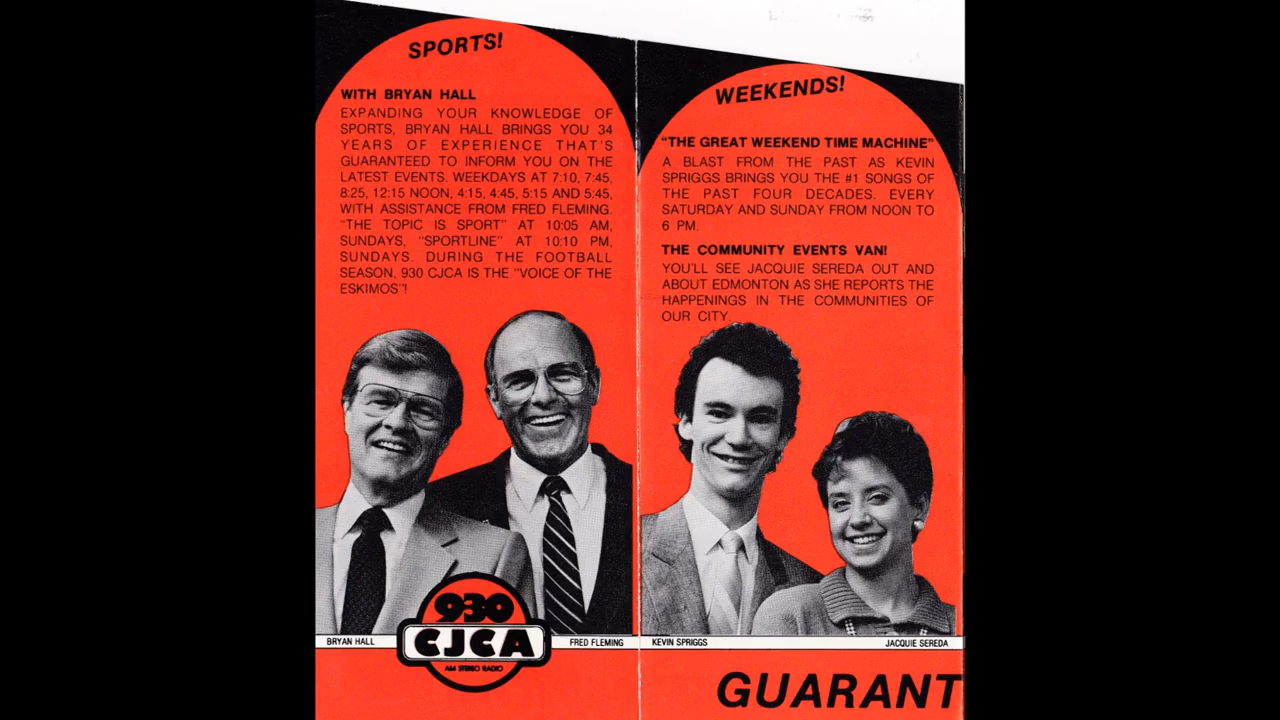 SPORTS!
WITH BRYAN HALL
EXPANDING YOUR KNOWLEDGE OF
SPORTS, BRYAN HALL BRINGS YOU 34
YEARS OF EXPERIENCE THAT'S
GUARANTEED TO INFORM YOU ON THE
LATEST EVENTS. WEEKDAYS AT 7:10, 7:45,
8:25, 12:15 NOON, 4:15, 4:45, 5:15 AND 5:45,
WITH ASSISTANCE FROM FRED FLEMING.
"THE TOPIC IS SPORT" AT 10:05 AM,
SUNDAYS, "SPORTLINE" AT 10:10 PM,
SUNDAYS. DURING THE FOOTBALL
SEASON, 930 CJCA IS THE "VOICE OF THE
ESKIMOS"!
BRYAN HALL
930
CJCA
AM STEREO RADIO
FRED FLEMING
WEEKENDS!
"THE GREAT WEEKEND TIME MACHINE"
A BLAST FROM THE PAST AS KEVIN
SPRIGGS BRINGS YOU THE #1 SONGS OF
THE PAST FOUR DECADES. EVERY
SATURDAY AND SUNDAY FROM NOON TO
6 PM.
THE COMMUNITY EVENTS VAN!
YOU'LL SEE JACQUIE SEREDA OUT AND
ABOUT EDMONTON AS SHE REPORTS THE
HAPPENINGS IN THE COMMUNITIES OF
OUR CITY.
KEVIN SPRIGGS
JACQUIE SEREDA
GUARANT